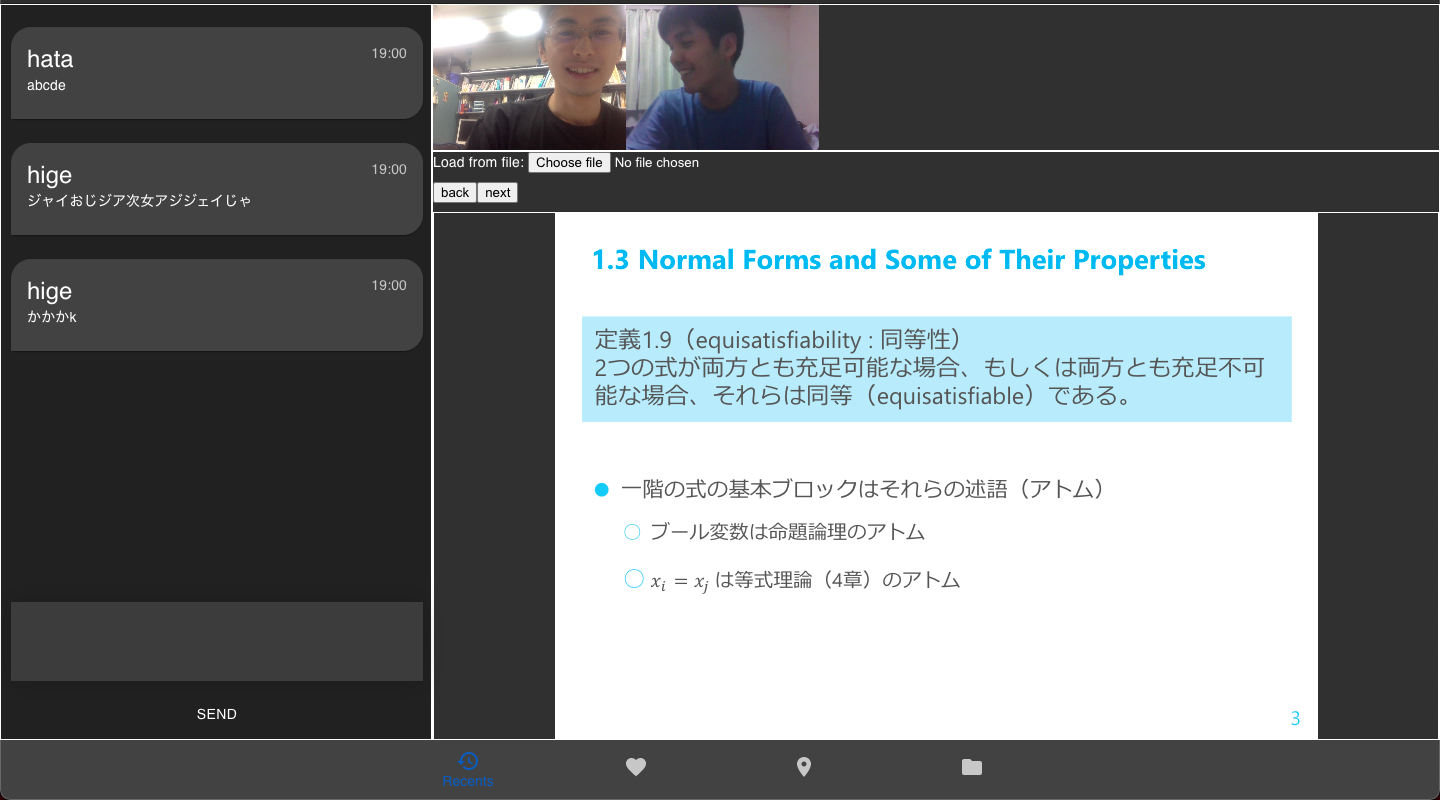 hata
19:00
abcde
hige
19:00
ジャイおじジア次女アジジェイじゃ
hige
19:00
かかかk
SEND
Load from file: Choose file No file chosen
back next
1.3 Normal Forms and Some of Their Properties
定義1.9（equisatisfiability : 同等性）
2つの式が両方とも充足可能な場合、もしくは両方とも充足不可
能な場合、それらは同等（equisatisfiable）である。
一階の式の基本ブロックはそれらの述語（アトム）
ブール変数は命題論理のアトム
xᵢ = xⱼ は等式理論（4章）のアトム
3
Recents